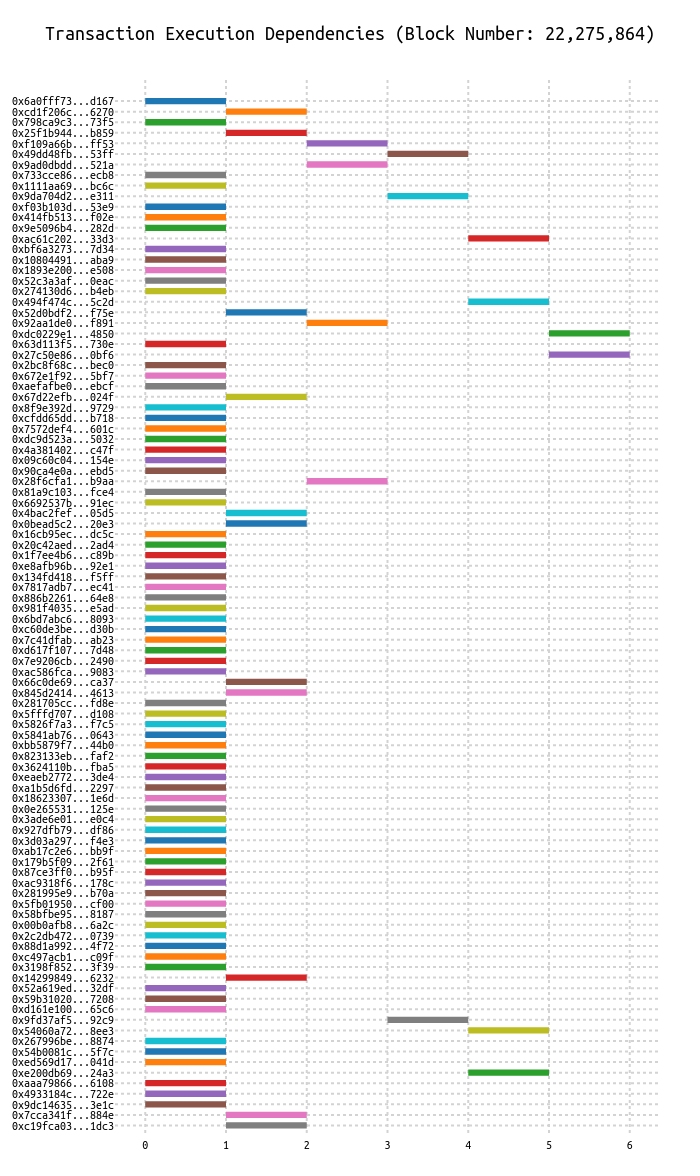 Transaction Execution Dependencies (Block Number: 22,275,864)
0x6a0fff73...d167
0xcd1f206c...6270
0x798ca9c3...73f5
0x25f1b944...b859
0xf109a66b...ff53
0x49dd48fb...53ff
0x9ad0dbdd...521a
0x733cce86...ecb8
0x1111aa69...bc6c
0x9da704d2...e311
0xf03b103d...53e9
0x414fb513...f02e
0x9e5096b4...282d
0xac61c202...33d3
0xbf6a3273...7d34
0x10804491...aba9
0x1893e200...e508
0x52c3a3af...0eac
0x274130d6...b4eb
0x494f474c...5c2d
0x52d0bdf2...f75e
0x92aa1de0...f891
0xdc0229e1...4850
0x63d113f5...730e
0x27c50e86...0bf6
0x2bc8f68c...bec0
0x672e1f92...5bf7
0xaefafbe0...ebcf
0x67d22efb...024f
0x8f9e392d...9729
0xcfdd65dd...b718
0x7572def4...601c
0xdc9d523a...5032
0x4a381402...c47f
0x09c60c04...154e
0x90ca4e0a...ebd5
0x28f6cfa1...b9aa
0x81a9c103...fce4
0x6692537b...91ec
0x4bac2fef...05d5
0x0bead5c2...20e3
0x16cb95ec...dc5c
0x20c42aed...2ad4
0x1f7ee4b6...c89b
0xe8afb96b...92e1
0x134fd418...f5ff
0x7817adb7...ec41
0x886b2261...64e8
0x981f4035...e5ad
0x6bd7abc6...8093
0xc60de3be...d30b
0x7c41dfab...ab23
0xd617f107...7d48
0x7e9206cb...2490
0xac586fca...9083
0x66c0de69...ca37
0x845d2414...4613
0x281705cc...fd8e
0x5fffd707...d108
0x5826f7a3...f7c5
0x5841ab76...0643
0xbb5879f7...44b0
0x823133eb...faf2
0x3624110b...fba5
0xeaeb2772...3de4
0xa1b5d6fd...2297
0x18623307...1e6d
0x0e265531...125e
0x3ade6e01...e0c4
0x927dfb79...df86
0x3d03a297...f4e3
0xab17c2e6...bb9f
0x179b5f09...2f61
0x87ce3ff0...b95f
0xac9318f6...178c
0x281995e9...b70a
0x5fb01950...cf00
0x58bfbe95...8187
0x00b0afb8...6a2c
0x2c2db472...0739
0x88d1a992...4f72
0xc497acb1...c09f
0x3198f852...3f39
0x14299849...6232
0x52a619ed...32df
0x59b31020...7208
0xd161e100...65c6
0x9fd37af5...92c9
0x54060a72...8ee3
0x267996be...8874
0x54b0081c...5f7c
0xed569d17...041d
0xe200db69...24a3
0xaaa79866...6108
0x4933184c...722e
0x9dc14635...3e1c
0x7cca341f...884e
0xc19fca03...1dc3
0 1 2 3 4 5 6